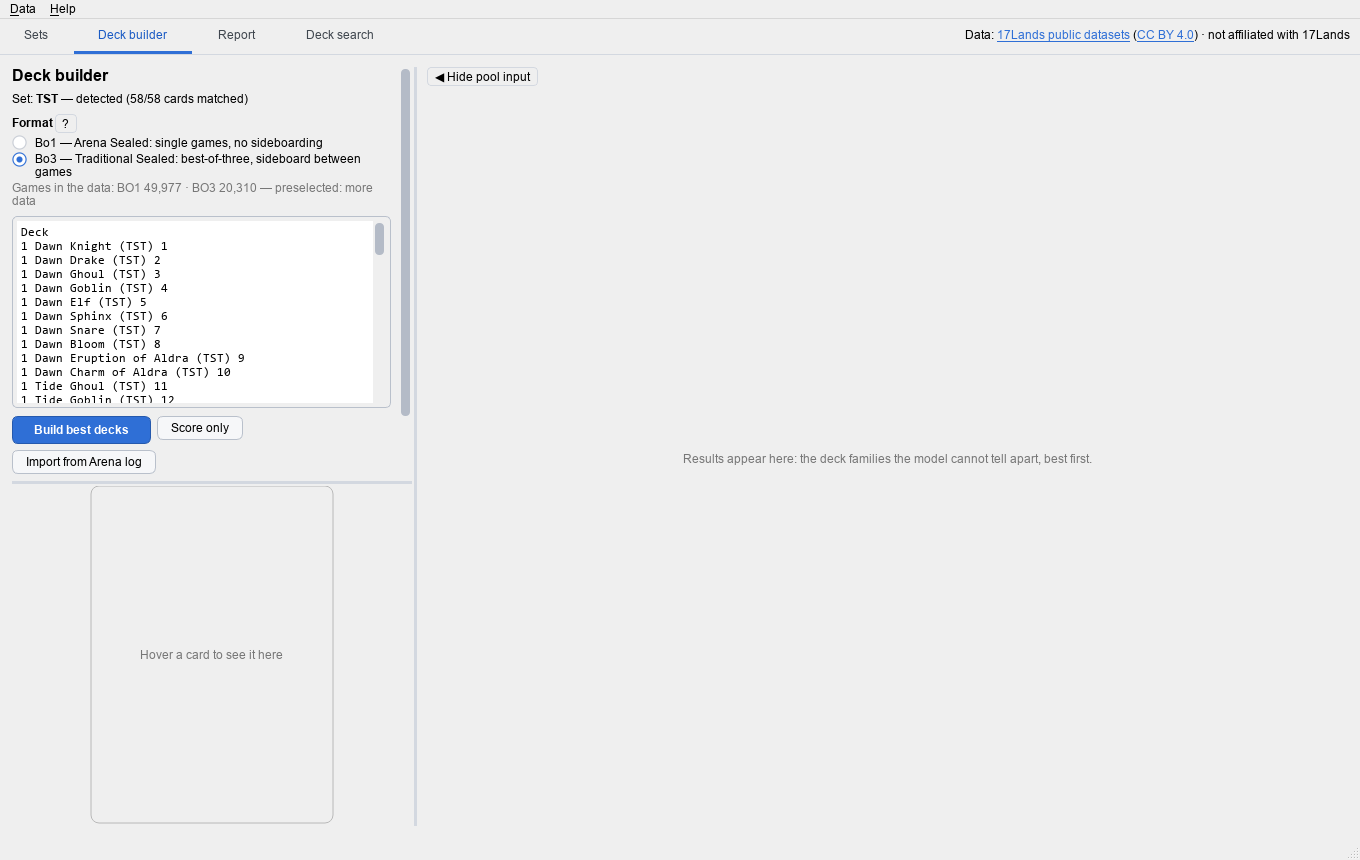 Data Help
Sets Deck builder Report Deck search Data: 17Lands public datasets (CC BY 4.0) · not affiliated with 17Lands
Deck builder
Set: TST — detected (58/58 cards matched)
Format ?
Bo1 — Arena Sealed: single games, no sideboarding
Bo3 — Traditional Sealed: best-of-three, sideboard between
games
Games in the data: BO1 49,977 · BO3 20,310 — preselected: more
data
Deck
1 Dawn Knight (TST) 1
1 Dawn Drake (TST) 2
1 Dawn Ghoul (TST) 3
1 Dawn Goblin (TST) 4
1 Dawn Elf (TST) 5
1 Dawn Sphinx (TST) 6
1 Dawn Snare (TST) 7
1 Dawn Bloom (TST) 8
1 Dawn Eruption of Aldra (TST) 9
1 Dawn Charm of Aldra (TST) 10
1 Tide Ghoul (TST) 11
1 Tide Goblin (TST) 12
Build best decks Score only
Import from Arena log
Hover a card to see it here
◀ Hide pool input
Results appear here: the deck families the model cannot tell apart, best first.